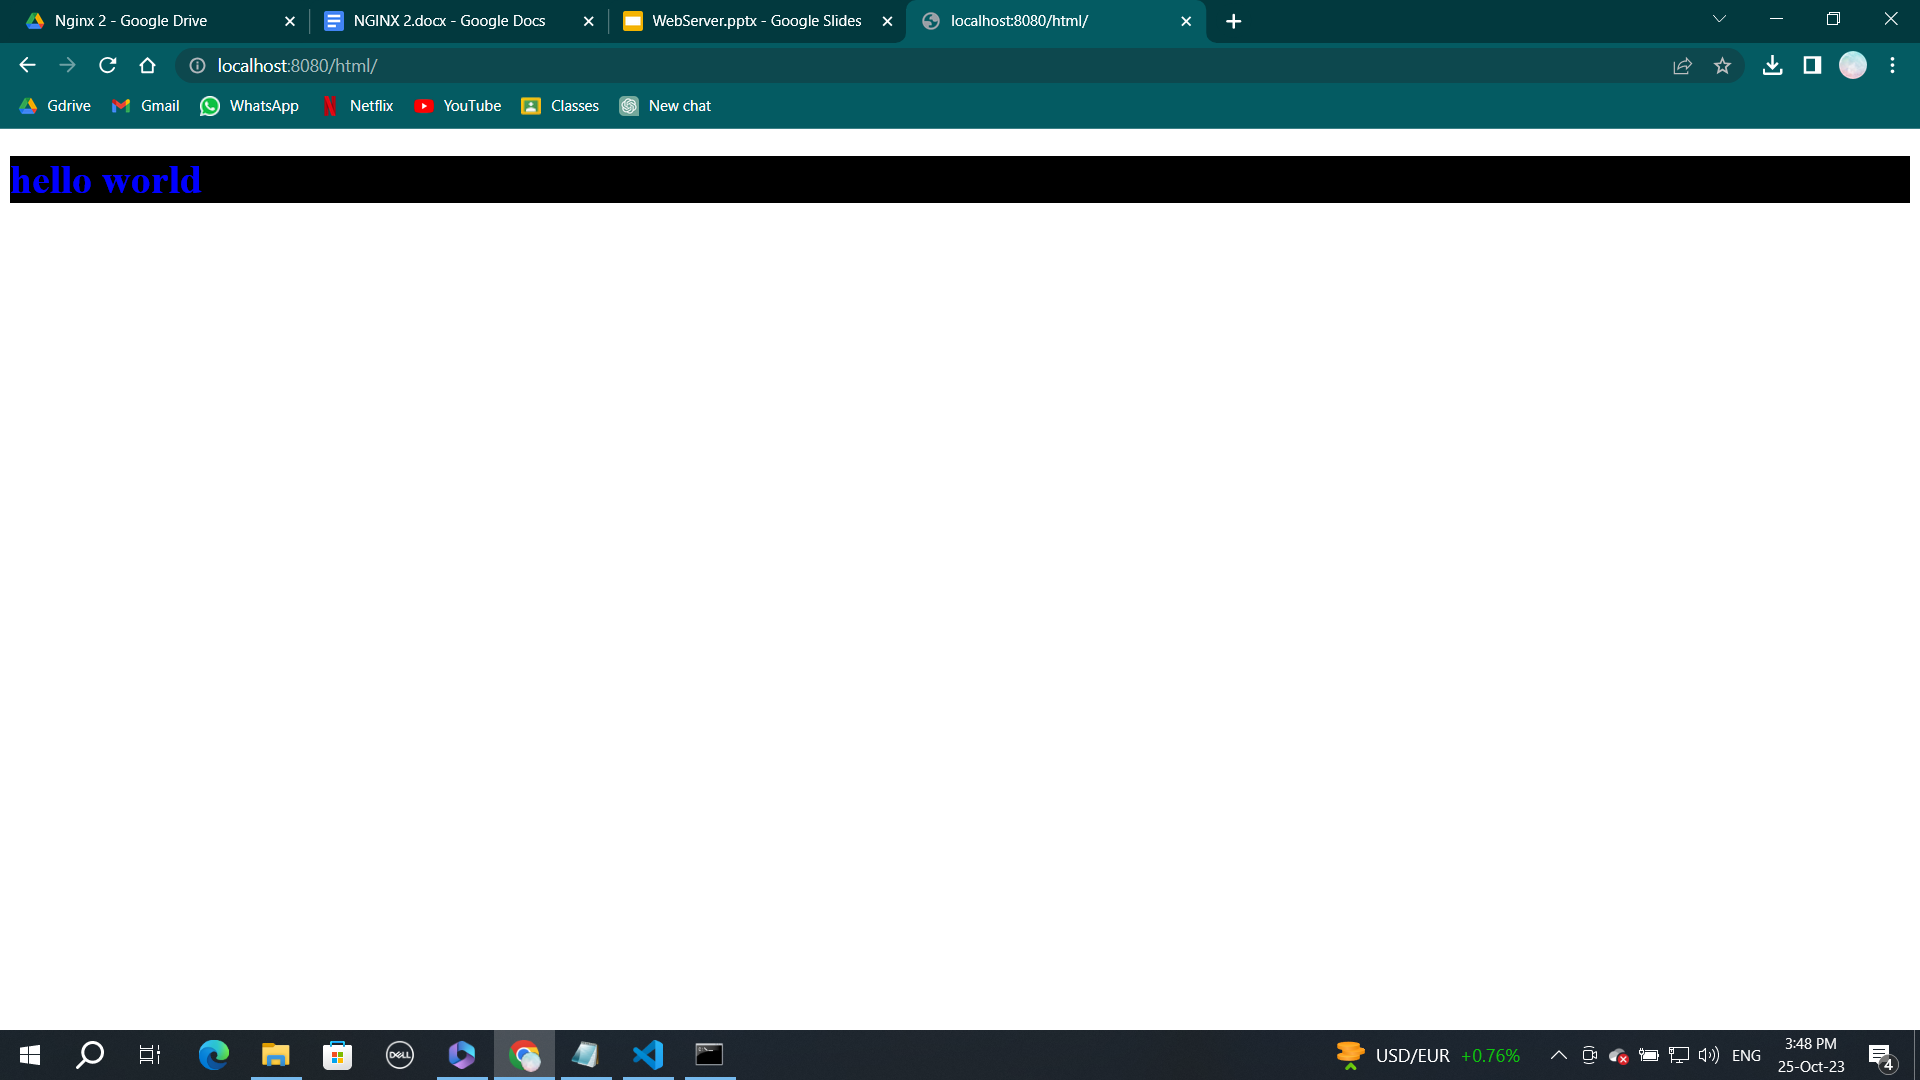 Nginx 2 - Google Drive
NGINX 2.docx - Google Docs
WebServer.pptx - Google Slides
localhost:8080/html/
localhost:8080/html/
Gdrive
Gmail
WhatsApp
Netflix
YouTube
Classes
New chat
hello world
DELL
USD/EUR +0.76%
ENG
3:48 PM
25-Oct-23
4